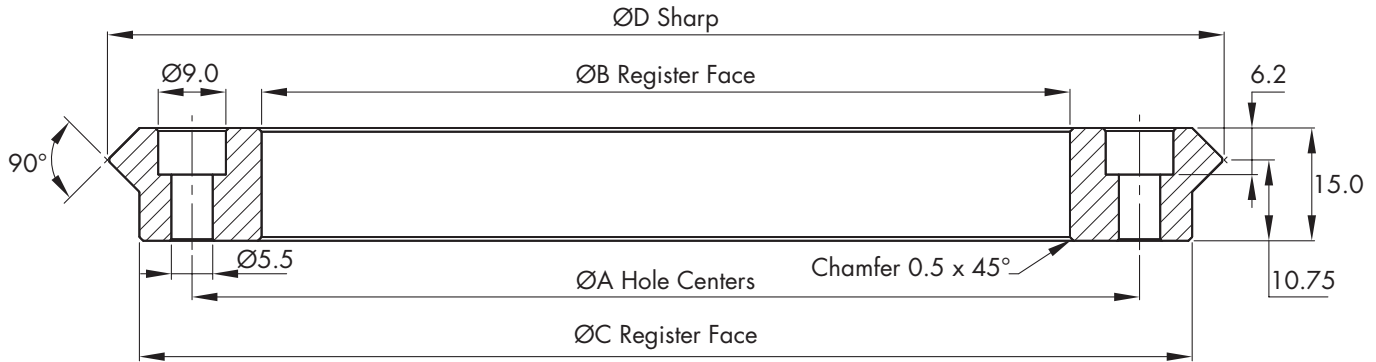 ØD Sharp
Ø9.0
ØB Register Face
6.2
90°
15.0
Ø5.5
Chamfer 0.5 x 45°
ØA Hole Centers
10.75
ØC Register Face